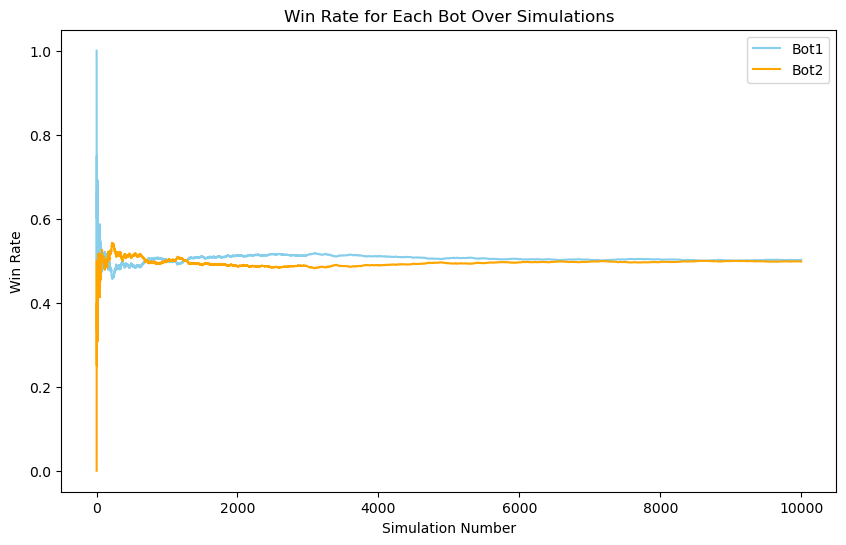 Win Rate for Each Bot Over Simulations
Bot1
Bot2
1.0
0.8
0.6
0.4
0.2
0.0
Win Rate
0 2000 4000 6000 8000 10000
Simulation Number